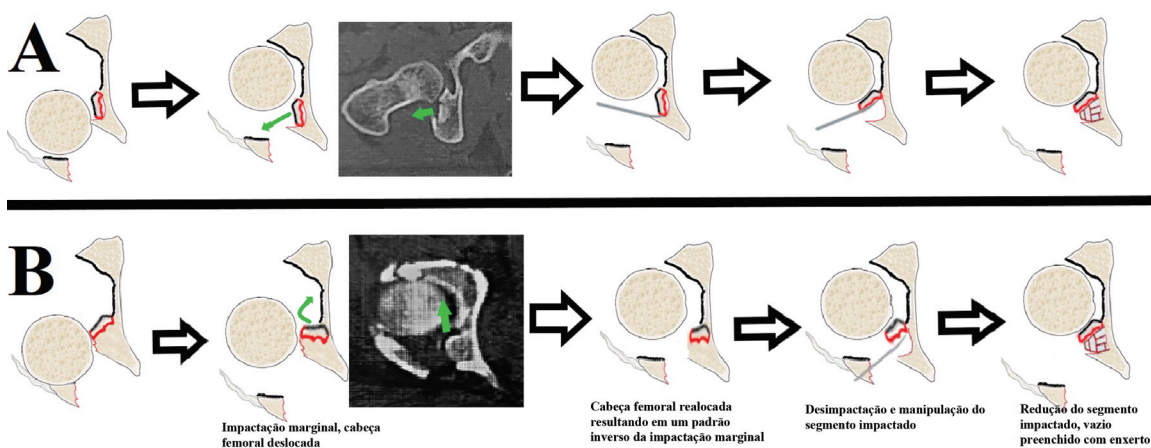 A
B
Impactação marginal, cabeça
femoral deslocada
Cabeça femoral realocada
resultando em um padrão
inverso da impactação marginal
Desimpactação e manipulação do
segmento impactado
Redução do segmento
impactado, vazio
preenchido com enxerto